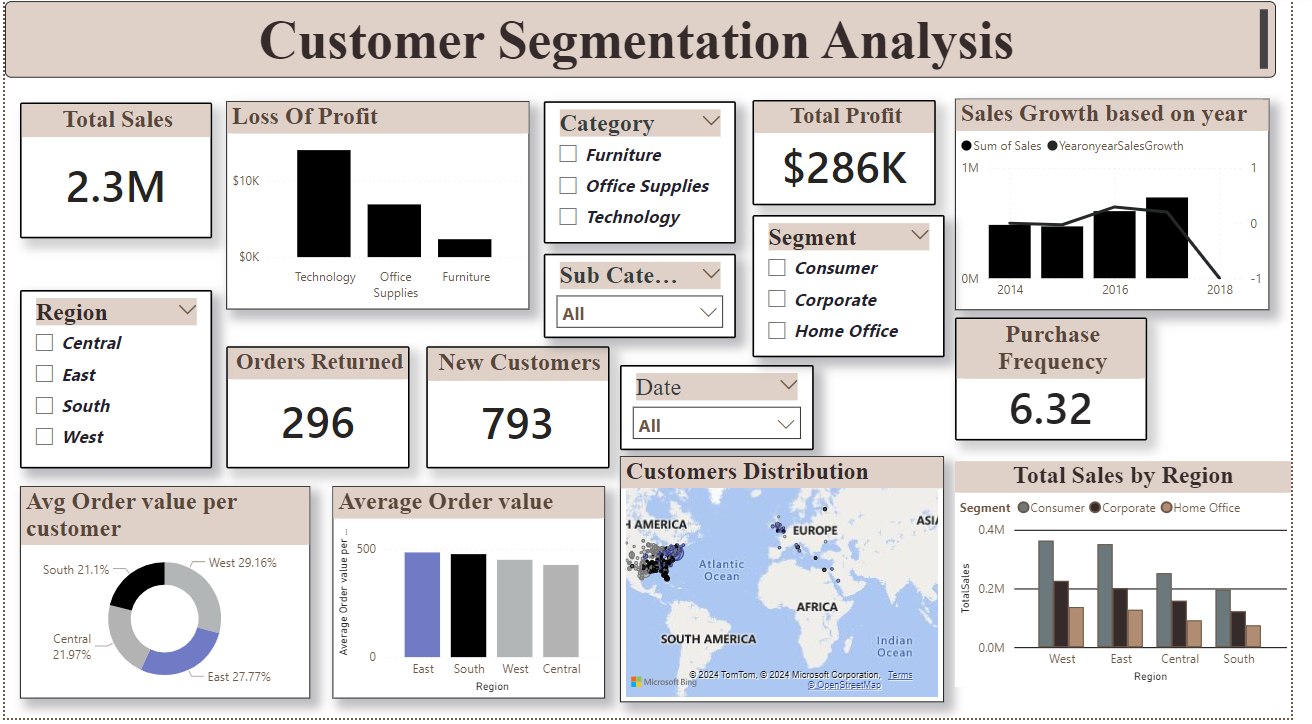 Customer Segmentation Analysis
Total Sales
2.3M
Loss Of Profit
$10K
$0K
Technology
Office
Supplies
Furniture
Category
Furniture
Office Supplies
Technology
Total Profit
$286K
Sales Growth based on year
Sum of Sales
YearonyearSalesGrowth
1M
0M
1
0
-1
2014
2016
2018
Region
Central
East
South
West
Sub Cate...
All
Segment
Consumer
Corporate
Home Office
Orders Returned
296
New Customers
793
Date
All
Purchase
Frequency
6.32
Avg Order value per
customer
South 21.1%
West 29.16%
Central
21.97%
East 27.77%
Average Order value
Average Order value per ...
500
0
East
South
West
Central
Region
Customers Distribution
H AMERICA
EUROPE
ASIA
Atlantic
Ocean
AFRICA
SOUTH AMERICA
Indian
Ocean
Microsoft Bing
© 2024 TomTom, © 2024 Microsoft Corporation, Terms
© OpenStreetMap
Total Sales by Region
Segment
Consumer
Corporate
Home Office
TotalSales
0.4M
0.2M
0.0M
West
East
Central
South
Region